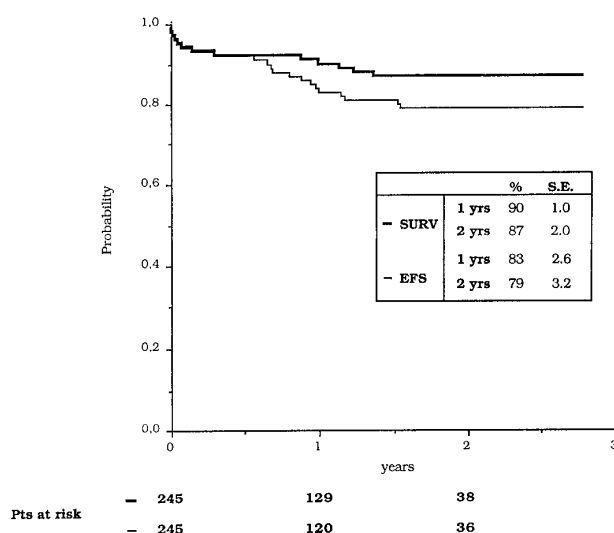 1.0
0.8
0.6
0.4
0.2
0.0
Probability
0 1 2 3
years
% S.E.
SURV 1 yrs 90 1.0
2 yrs 87 2.0
EFS 1 yrs 83 2.6
2 yrs 79 3.2
Pts at risk
245 129 38
245 120 36